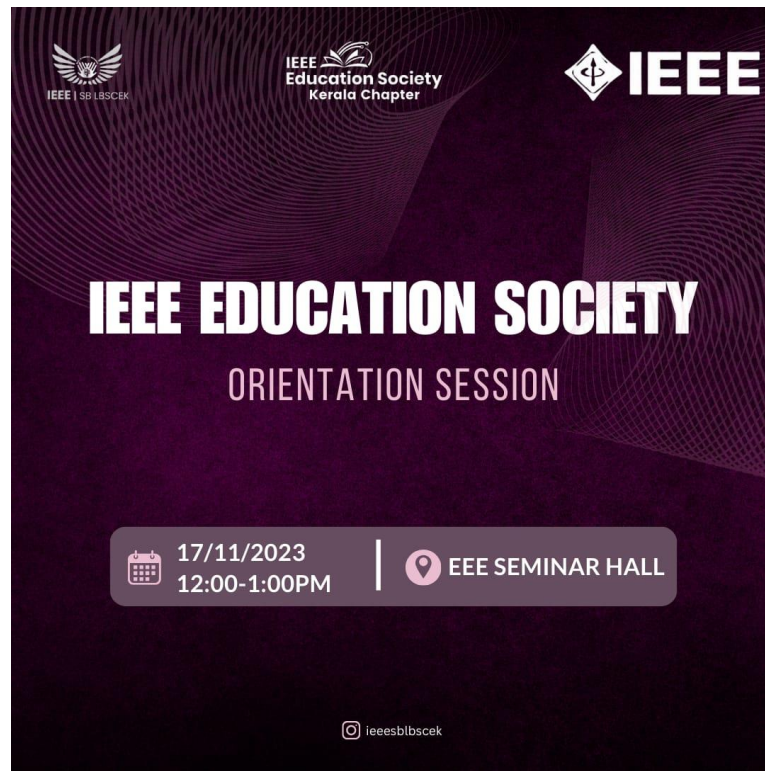 IEEE | SB LBSCEK
IEEE
Education Society
Kerala Chapter
IEEE
IEEE EDUCATION SOCIETY
ORIENTATION SESSION
17/11/2023
12:00-1:00PM
EEE SEMINAR HALL
ieeesblbscek